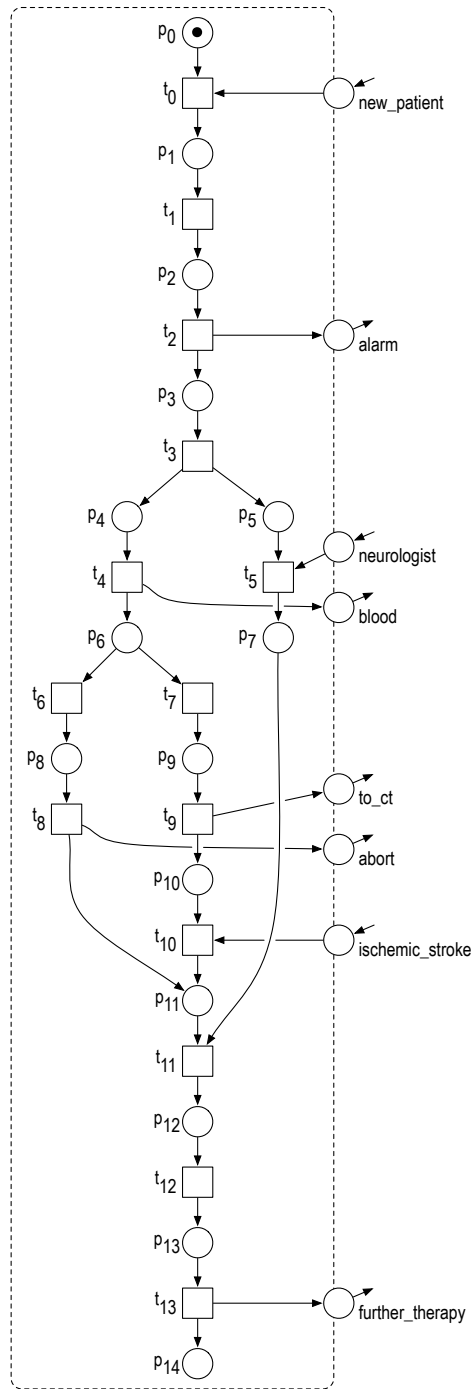 p0
t0
new_patient
p1
t1
p2
t2
alarm
p3
t3
p4
p5
neurologist
t4
t5
blood
p6
p7
t6
t7
p8
p9
to_ct
t8
t9
abort
p10
t10
ischemic_stroke
p11
t11
p12
t12
p13
t13
further_therapy
p14